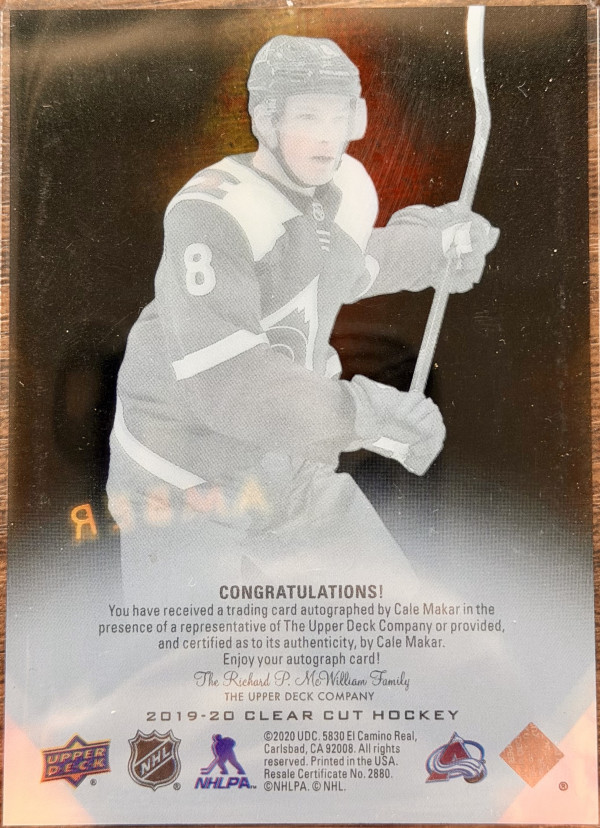 8
AMBER
CONGRATULATIONS!
You have received a trading card autographed by Cale Makar in the
presence of a representative of The Upper Deck Company or provided,
and certified as to its authenticity, by Cale Makar.
Enjoy your autograph card!
The Richard P. McWilliam Family
THE UPPER DECK COMPANY
2019-20 CLEAR CUT HOCKEY
UPPER
DECK
®
NHL
®
NHLPA™
©2020 UDC. 5830 El Camino Real,
Carlsbad, CA 92008. All rights
reserved. Printed in the USA.
Resale Certificate No. 2880.
©NHLPA. © NHL.
®
®